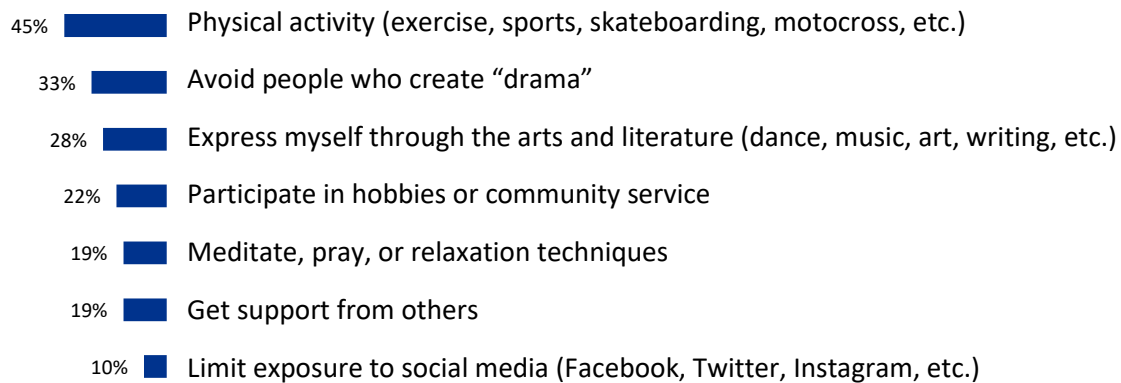 45% Physical activity (exercise, sports, skateboarding, motocross, etc.)
33% Avoid people who create “drama”
28% Express myself through the arts and literature (dance, music, art, writing, etc.)
22% Participate in hobbies or community service
19% Meditate, pray, or relaxation techniques
19% Get support from others
10% Limit exposure to social media (Facebook, Twitter, Instagram, etc.)